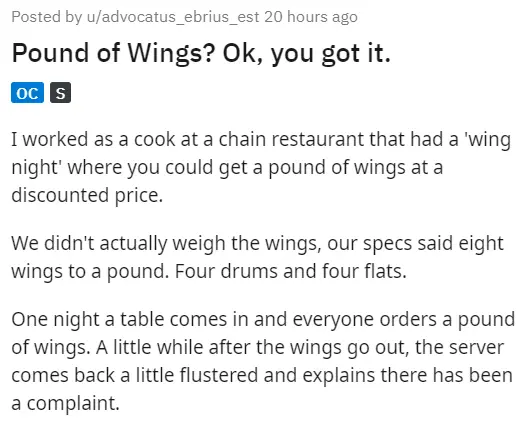 Posted by u/advocatus_ebrius_est 20 hours ago
Pound of Wings? Ok, you got it.
OC S
I worked as a cook at a chain restaurant that had a 'wing
night' where you could get a pound of wings at a
discounted price.
We didn't actually weigh the wings, our specs said eight
wings to a pound. Four drums and four flats.
One night a table comes in and everyone orders a pound
of wings. A little while after the wings go out, the server
comes back a little flustered and explains there has been
a complaint.